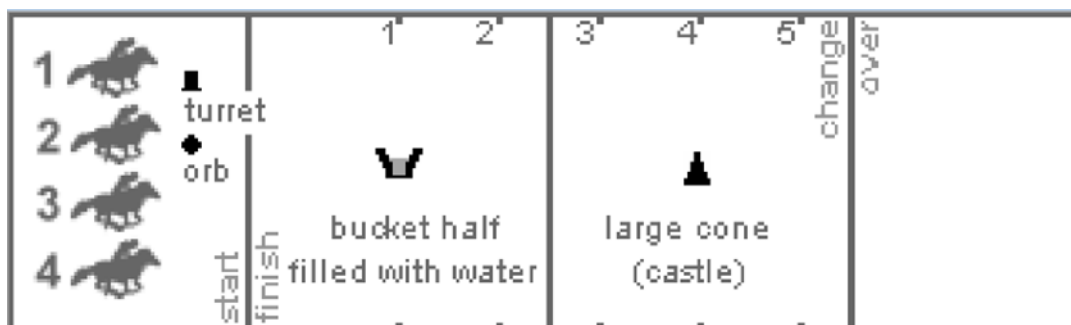 1 2 3 4 5
1
turret
2
orb
3
4
start
finish
bucket half
filled with water
large cone
(castle)
change
over